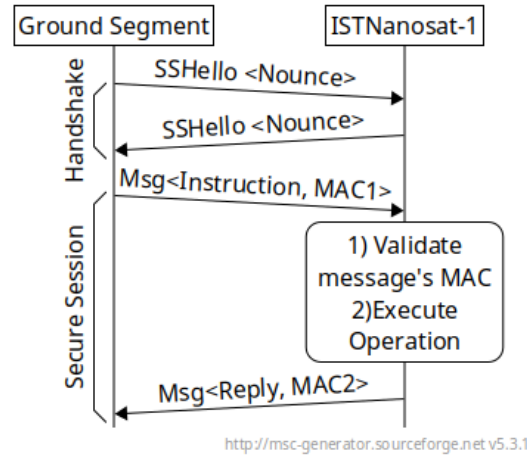 Ground Segment
ISTNanosat-1
SSHello <Nounce>
SSHello <Nounce>
Handshake
Msg<Instruction, MAC1>
1) Validate
message's MAC
2)Execute
Operation
Secure Session
Msg<Reply, MAC2>
http://msc-generator.sourceforge.net v5.3.1